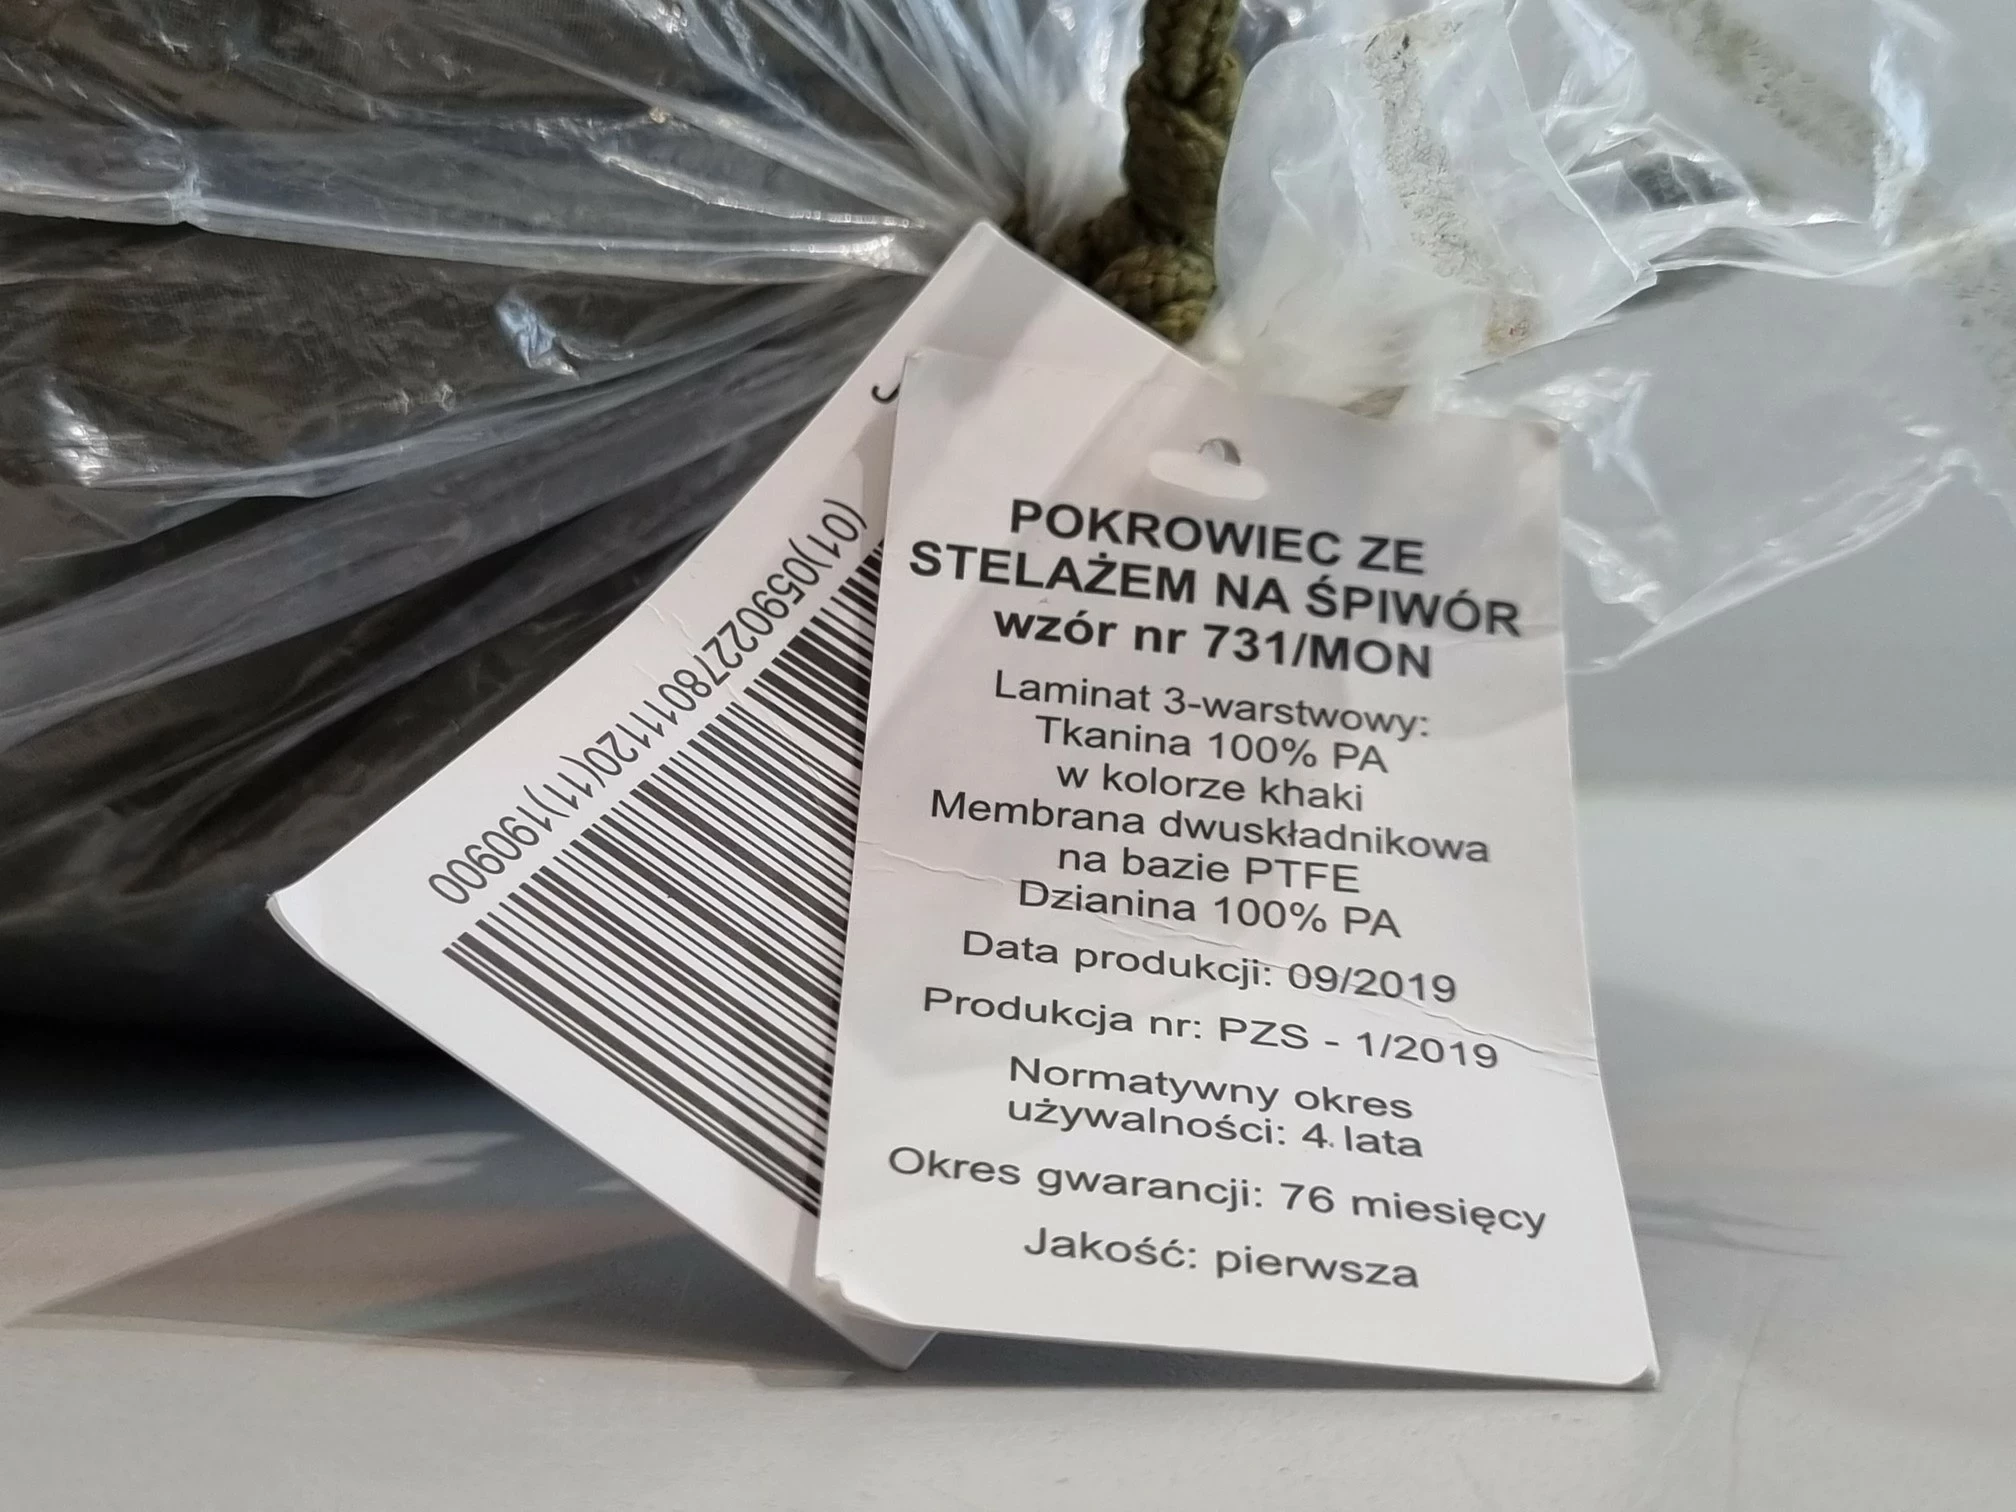 POKROWIEC ZE
STELAŻEM NA ŚPIWÓR
wzór nr 731/MON
Laminat 3-warstwowy:
Tkanina 100% PA
w kolorze khaki
Membrana dwuskładnikowa
na bazie PTFE
Dzianina 100% PA
Data produkcji: 09/2019
Produkcja nr: PZS - 1/2019
Normatywny okres
używalności: 4 lata
Okres gwarancji: 76 miesięcy
Jakość: pierwsza
(01)05902278011120(11)190900